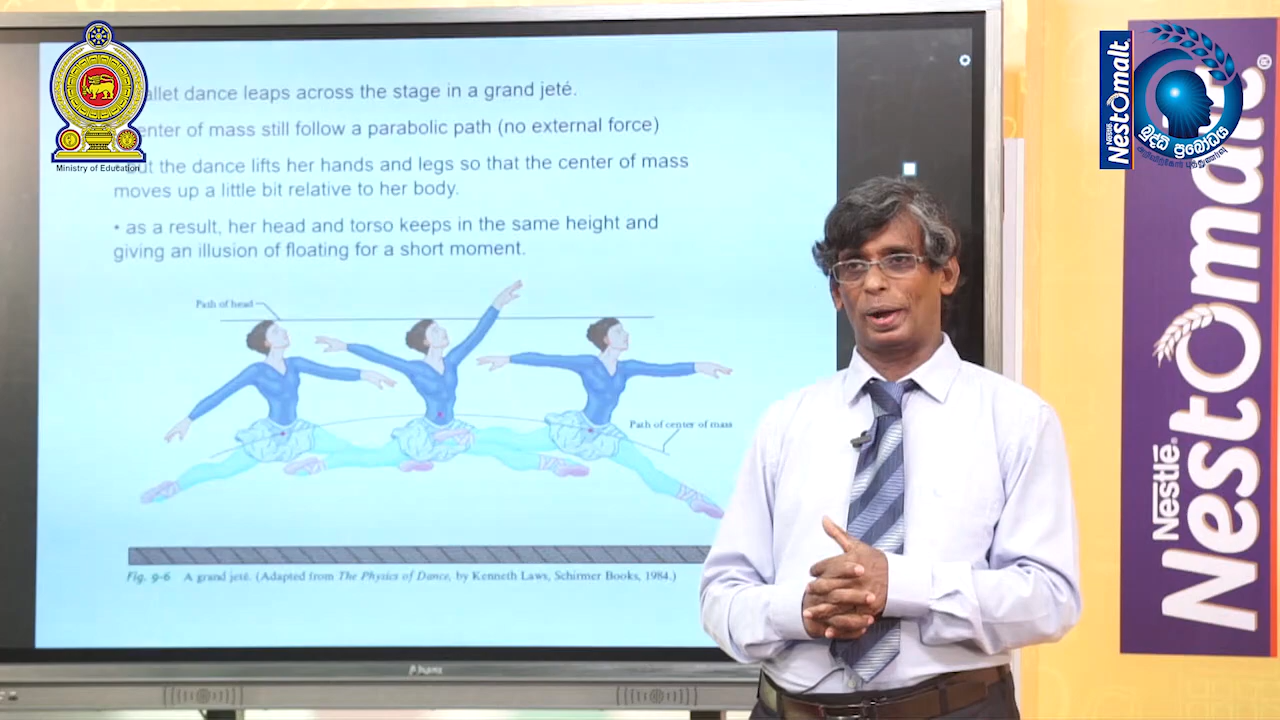 allet dance leaps across the stage in a grand jeté.
enter of mass still follow a parabolic path (no external force)
ut the dance lifts her hands and legs so that the center of mass
moves up a little bit relative to her body.
• as a result, her head and torso keeps in the same height and
giving an illusion of floating for a short moment.
Path of head
Path of center of mass
Fig. 9-6 A grand jeté. (Adapted from The Physics of Dance, by Kenneth Laws, Schirmer Books, 1984.)
Ministry of Education
Nestlé
Nestomalt
බුද්ධි ප්‍රබෝධය
Nestlé®
Nestomalt®